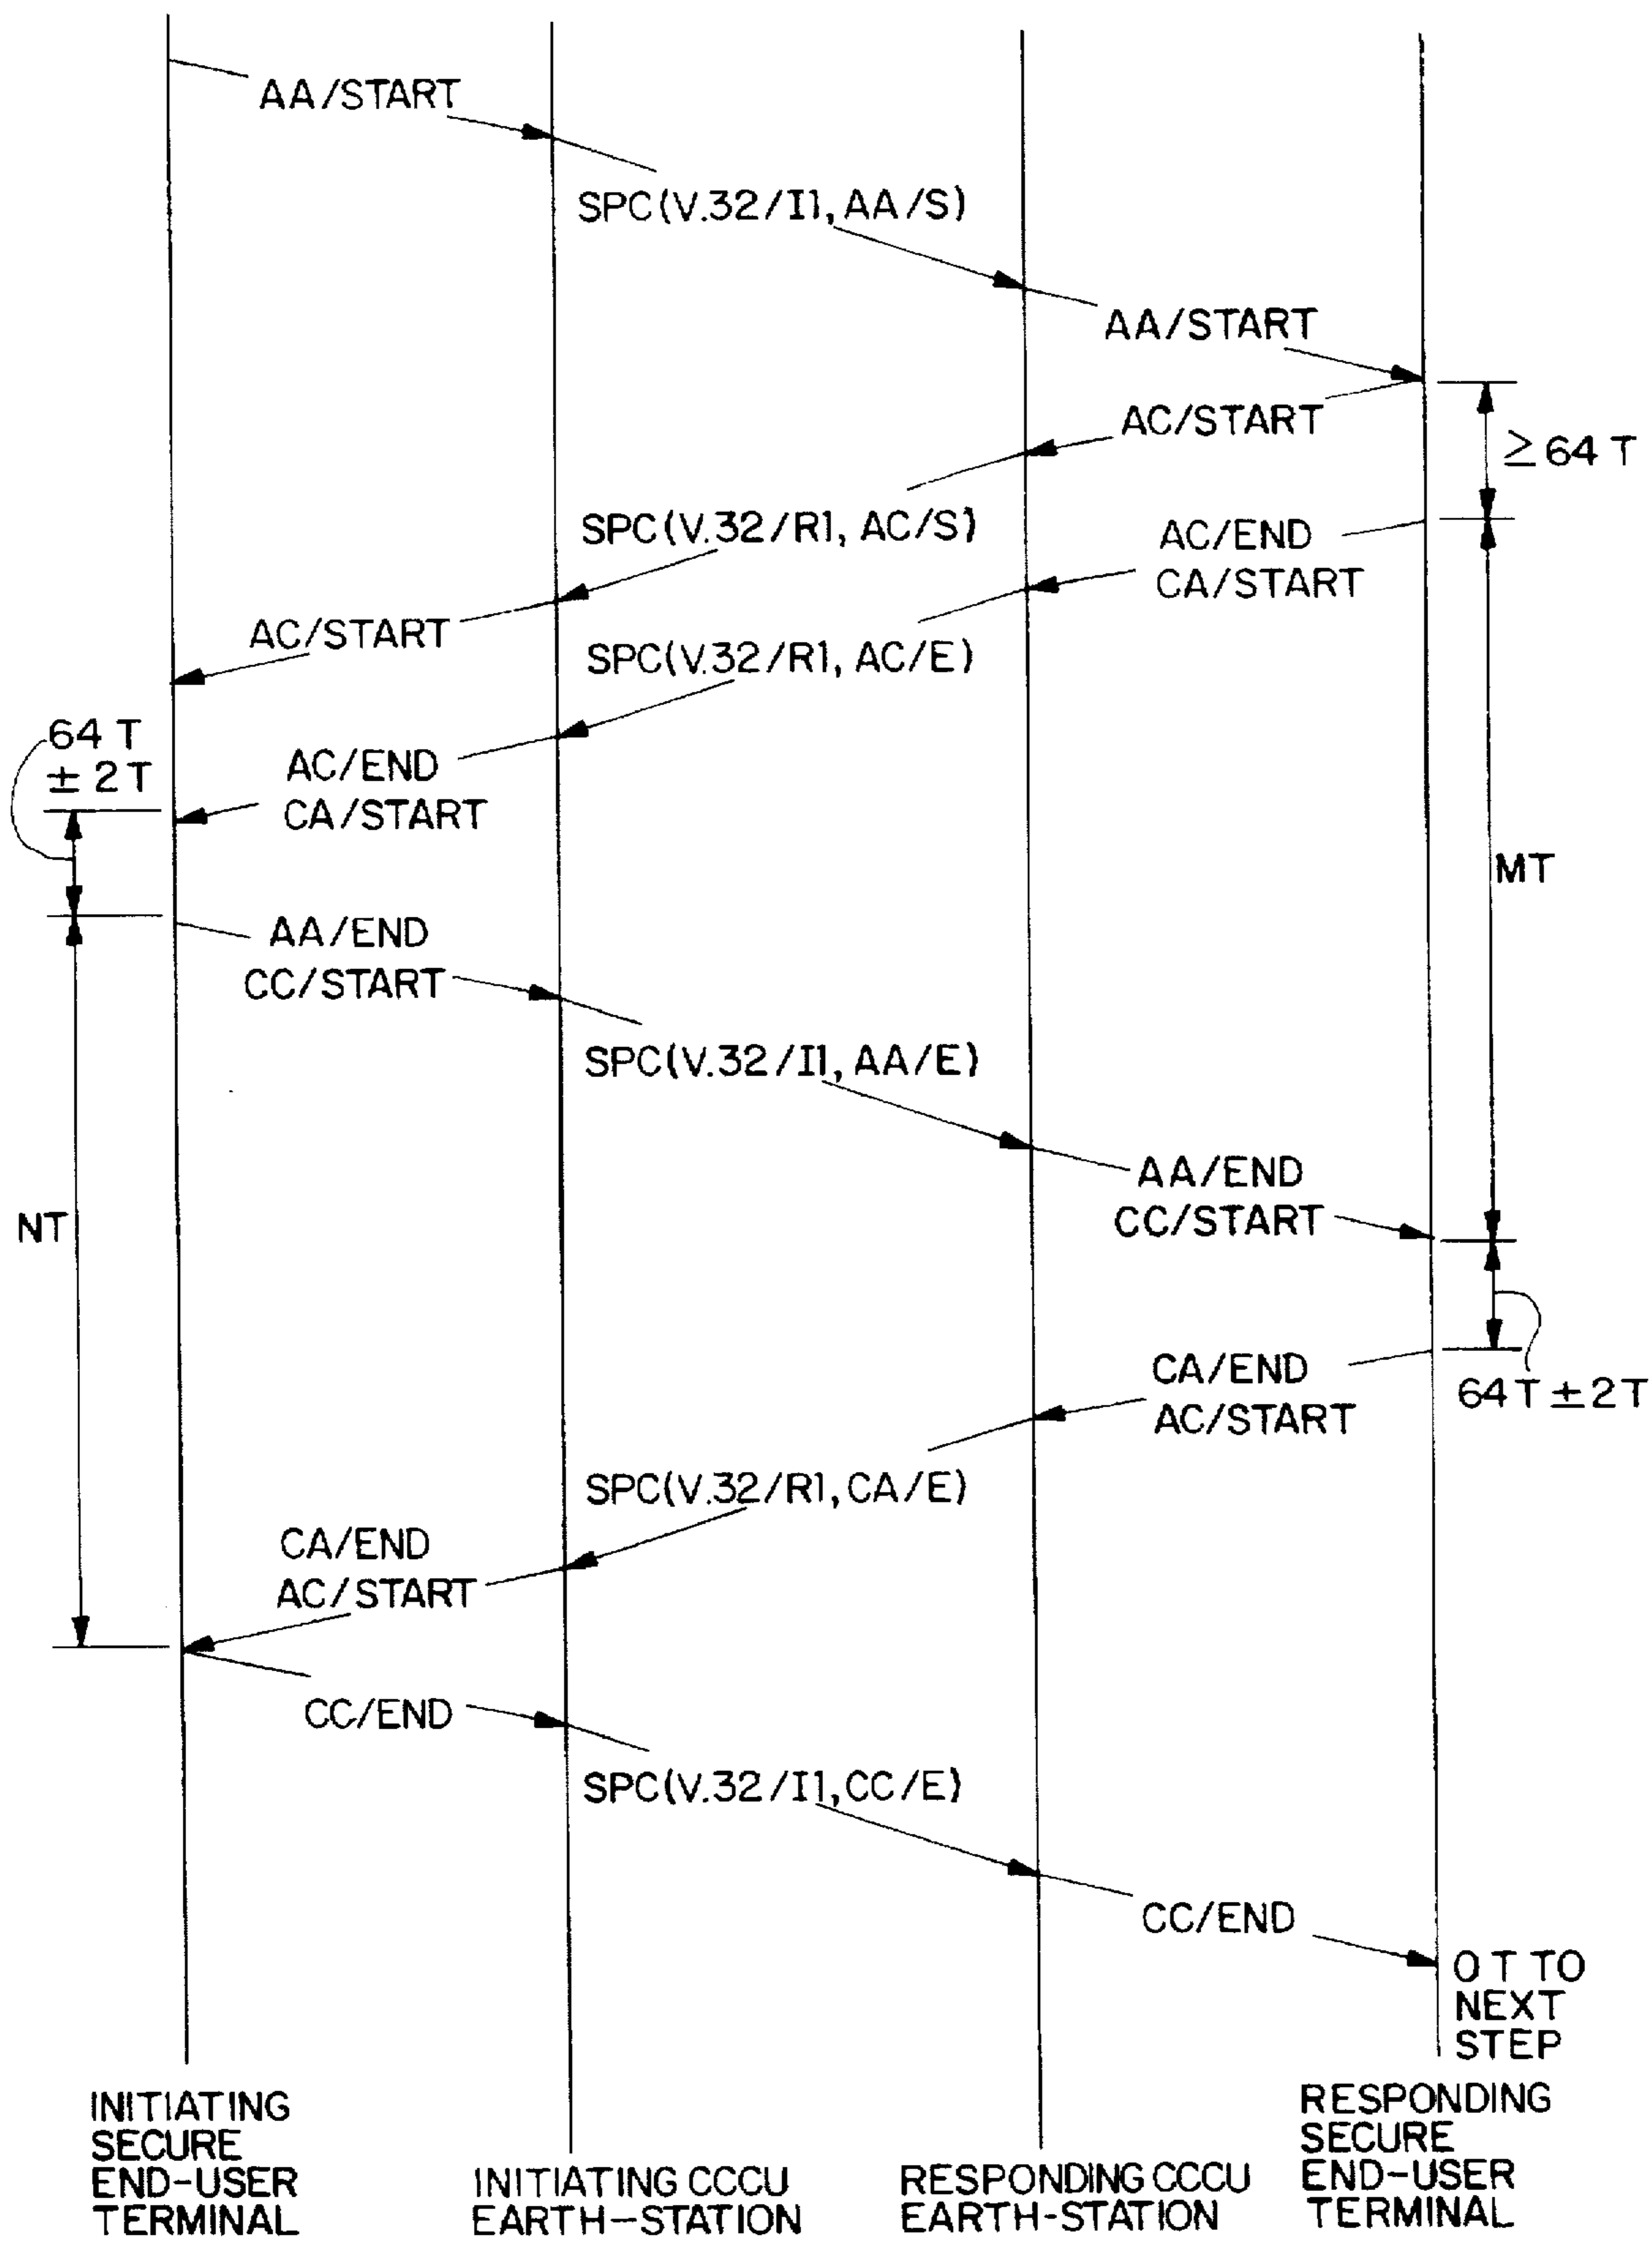 AA/START
SPC(V.32/I1, AA/S)
AA/START
AC/START
≥ 64 T
SPC(V.32/R1, AC/S)
AC/END
CA/START
AC/START
SPC(V.32/R1, AC/E)
64 T
± 2 T
AC/END
CA/START
MT
AA/END
CC/START
SPC(V.32/I1, AA/E)
AA/END
CC/START
NT
CA/END
AC/START
64 T ± 2 T
SPC(V.32/R1, CA/E)
CA/END
AC/START
CC/END
SPC(V.32/I1, CC/E)
CC/END
0 T TO
NEXT
STEP
INITIATING
SECURE
END-USER
TERMINAL
INITIATING CCCU
EARTH-STATION
RESPONDING CCCU
EARTH-STATION
RESPONDING
SECURE
END-USER
TERMINAL